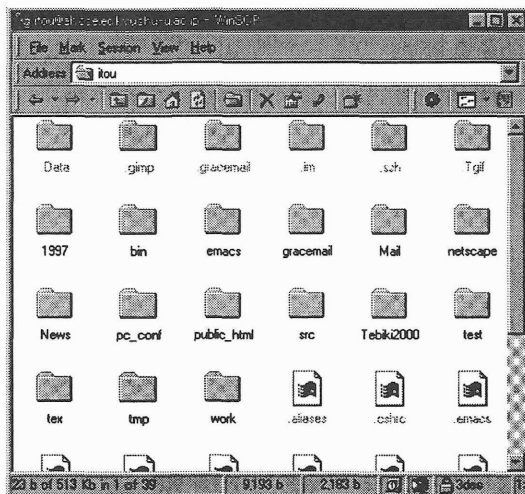 WinSCP
File Mark Session View Help
Address itou
Data .gimp .gracemail .im .ssh .Tgif
1997 bin emacs gracemail Mail netscape
News pc_conf public_html src Tebiki2000 test
tex tmp work .aliases .cshrc .emacs
23 b of 513 Kb in 1 of 39 9,193 b 2,183 b 3des